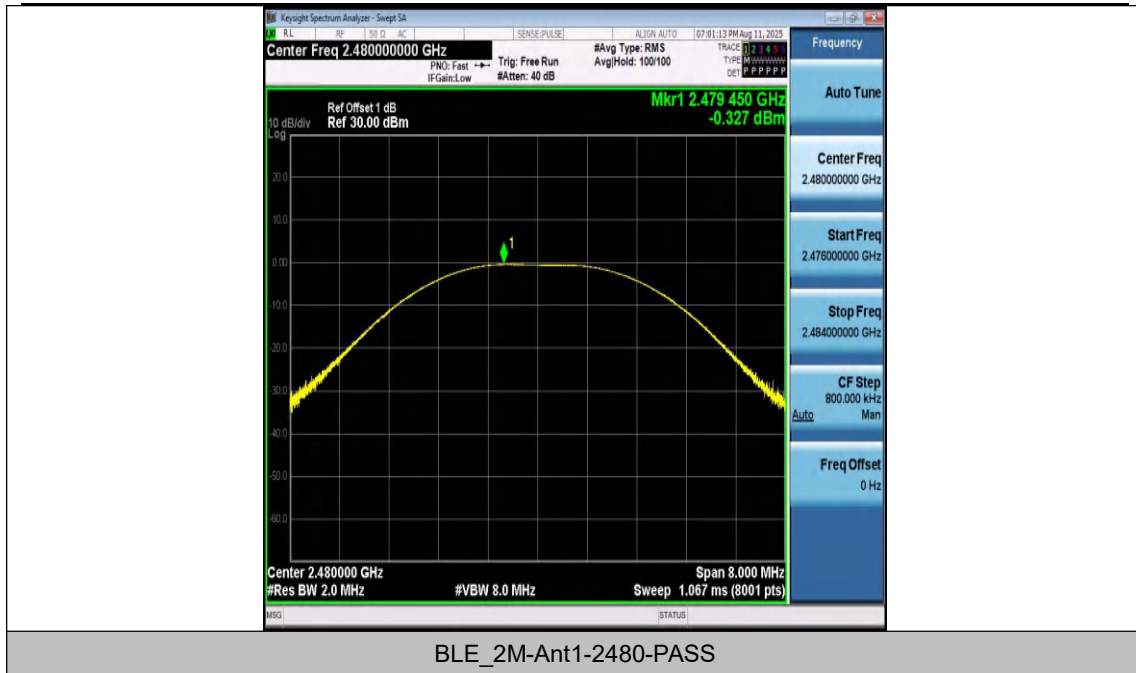 Keysight Spectrum Analyzer - Swept SA
RL RF 50 Ω AC SENSE:PULSE ALIGN AUTO 07:01:13 PM Aug 11, 2025
Center Freq 2.480000000 GHz
PNO: Fast
IFGain:Low
Trig: Free Run
#Atten: 40 dB
#Avg Type: RMS
Avg|Hold: 100/100
TRACE 1 2 3 4 5 6
TYPE M WWWWW
DET P P P P P P
Mkr1 2.479 450 GHz
-0.327 dBm
Ref Offset 1 dB
10 dB/div Ref 30.00 dBm
Log
20.0
10.0
0.00
-10.0
-20.0
-30.0
-40.0
-50.0
-60.0
1
Center 2.480000 GHz Span 8.000 MHz
#Res BW 2.0 MHz #VBW 8.0 MHz Sweep 1.067 ms (8001 pts)
MSG STATUS
Frequency
Auto Tune
Center Freq
2.480000000 GHz
Start Freq
2.476000000 GHz
Stop Freq
2.484000000 GHz
CF Step
800.000 kHz
Auto Man
Freq Offset
0 Hz
BLE_2M-Ant1-2480-PASS